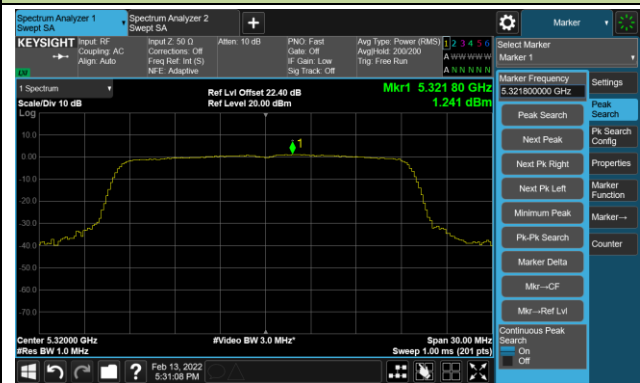 Spectrum Analyzer 1
Swept SA
Spectrum Analyzer 2
Swept SA
+
Marker
KEYSIGHT
Input: RF
Coupling: AC
Align: Auto
Input Z: 50 Ω
Corrections: Off
Freq Ref: Int (S)
NFE: Adaptive
Atten: 10 dB
PNO: Fast
Gate: Off
IF Gain: Low
Sig Track: Off
Avg Type: Power (RMS)
Avg|Hold: 200/200
Trig: Free Run
1 2 3 4 5 6
A W W W W W
A N N N N N
LXI
Select Marker
Marker 1
1 Spectrum
Scale/Div 10 dB
Ref Lvl Offset 22.40 dB
Ref Level 20.00 dBm
Mkr1 5.321 80 GHz
1.241 dBm
Log
10.0
0.00
-10.0
-20.0
-30.0
-40.0
-50.0
-60.0
-70.0
1
Center 5.32000 GHz
#Res BW 1.0 MHz
#Video BW 3.0 MHz*
Span 30.00 MHz
Sweep 1.00 ms (201 pts)
Marker Frequency
5.321800000 GHz
Peak Search
Next Peak
Next Pk Right
Next Pk Left
Minimum Peak
Pk-Pk Search
Marker Delta
Mkr→CF
Mkr→Ref Lvl
Continuous Peak
Search
On
Off
Settings
Peak
Search
Pk Search
Config
Properties
Marker
Function
Marker→
Counter
?
Feb 13, 2022
5:31:08 PM